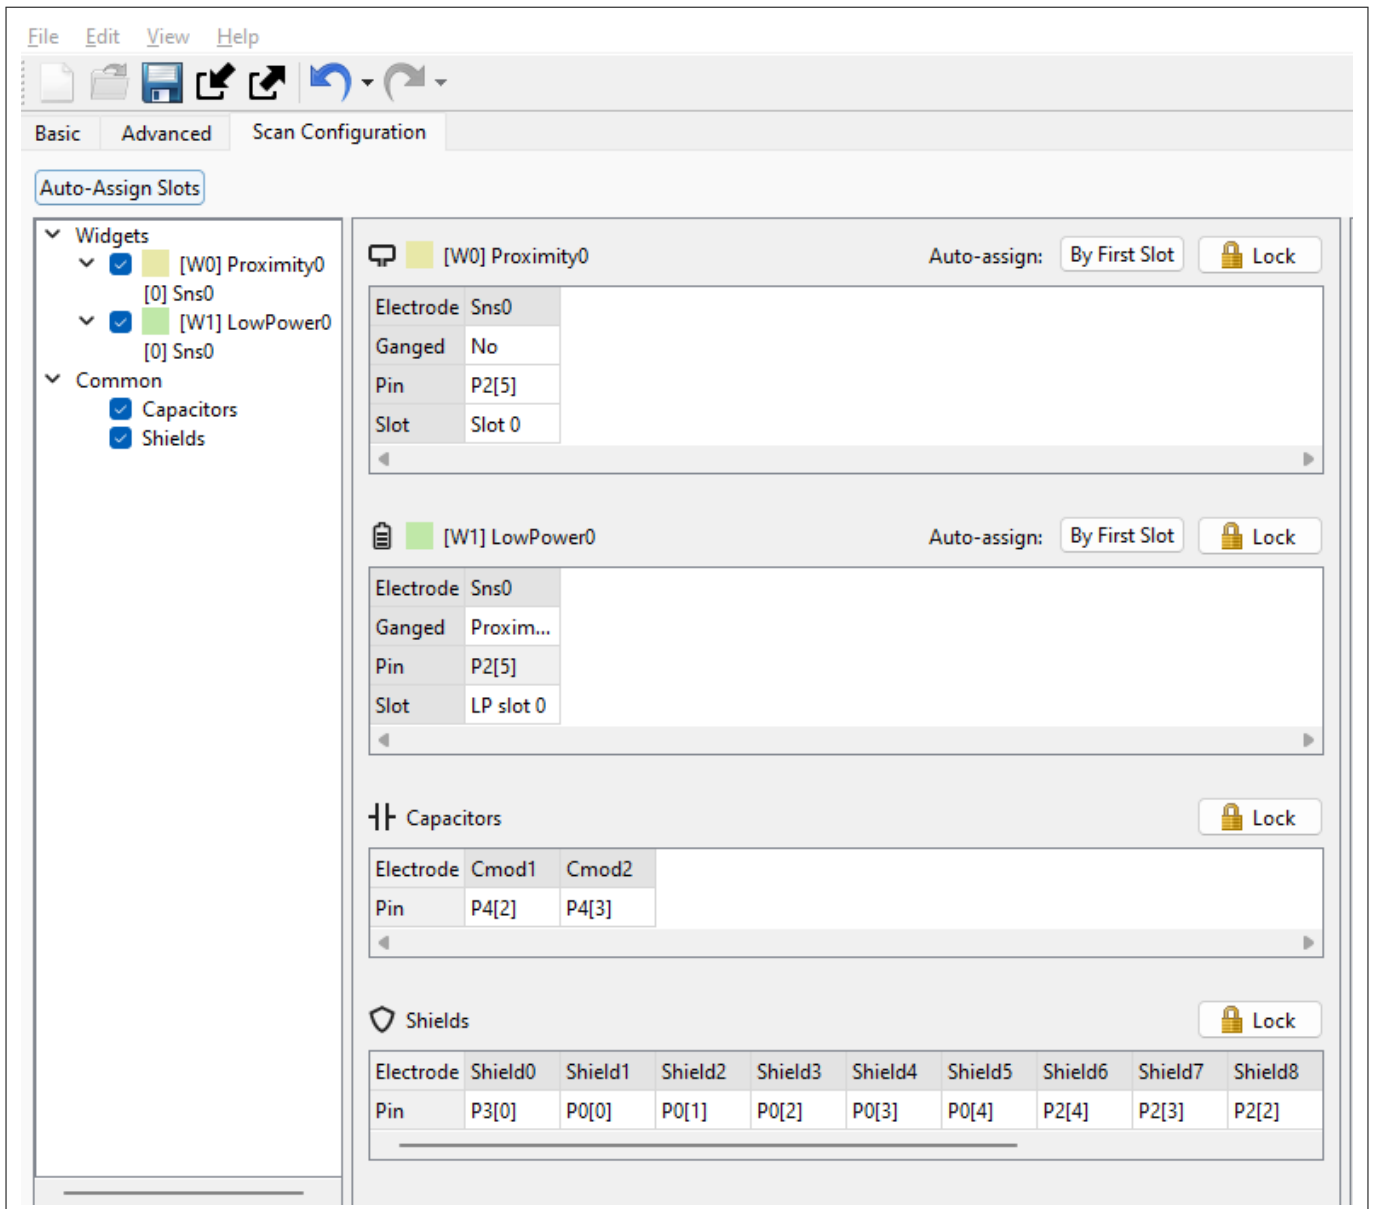 File Edit View Help
Basic Advanced Scan Configuration
Auto-Assign Slots
Widgets
[W0] Proximity0
[0] Sns0
[W1] LowPower0
[0] Sns0
Common
Capacitors
Shields
[W0] Proximity0 Auto-assign: By First Slot Lock
Electrode Sns0
Ganged No
Pin P2[5]
Slot Slot 0
[W1] LowPower0 Auto-assign: By First Slot Lock
Electrode Sns0
Ganged Proxim...
Pin P2[5]
Slot LP slot 0
Capacitors Lock
Electrode Cmod1 Cmod2
Pin P4[2] P4[3]
Shields Lock
Electrode Shield0 Shield1 Shield2 Shield3 Shield4 Shield5 Shield6 Shield7 Shield8
Pin P3[0] P0[0] P0[1] P0[2] P0[3] P0[4] P2[4] P2[3] P2[2]